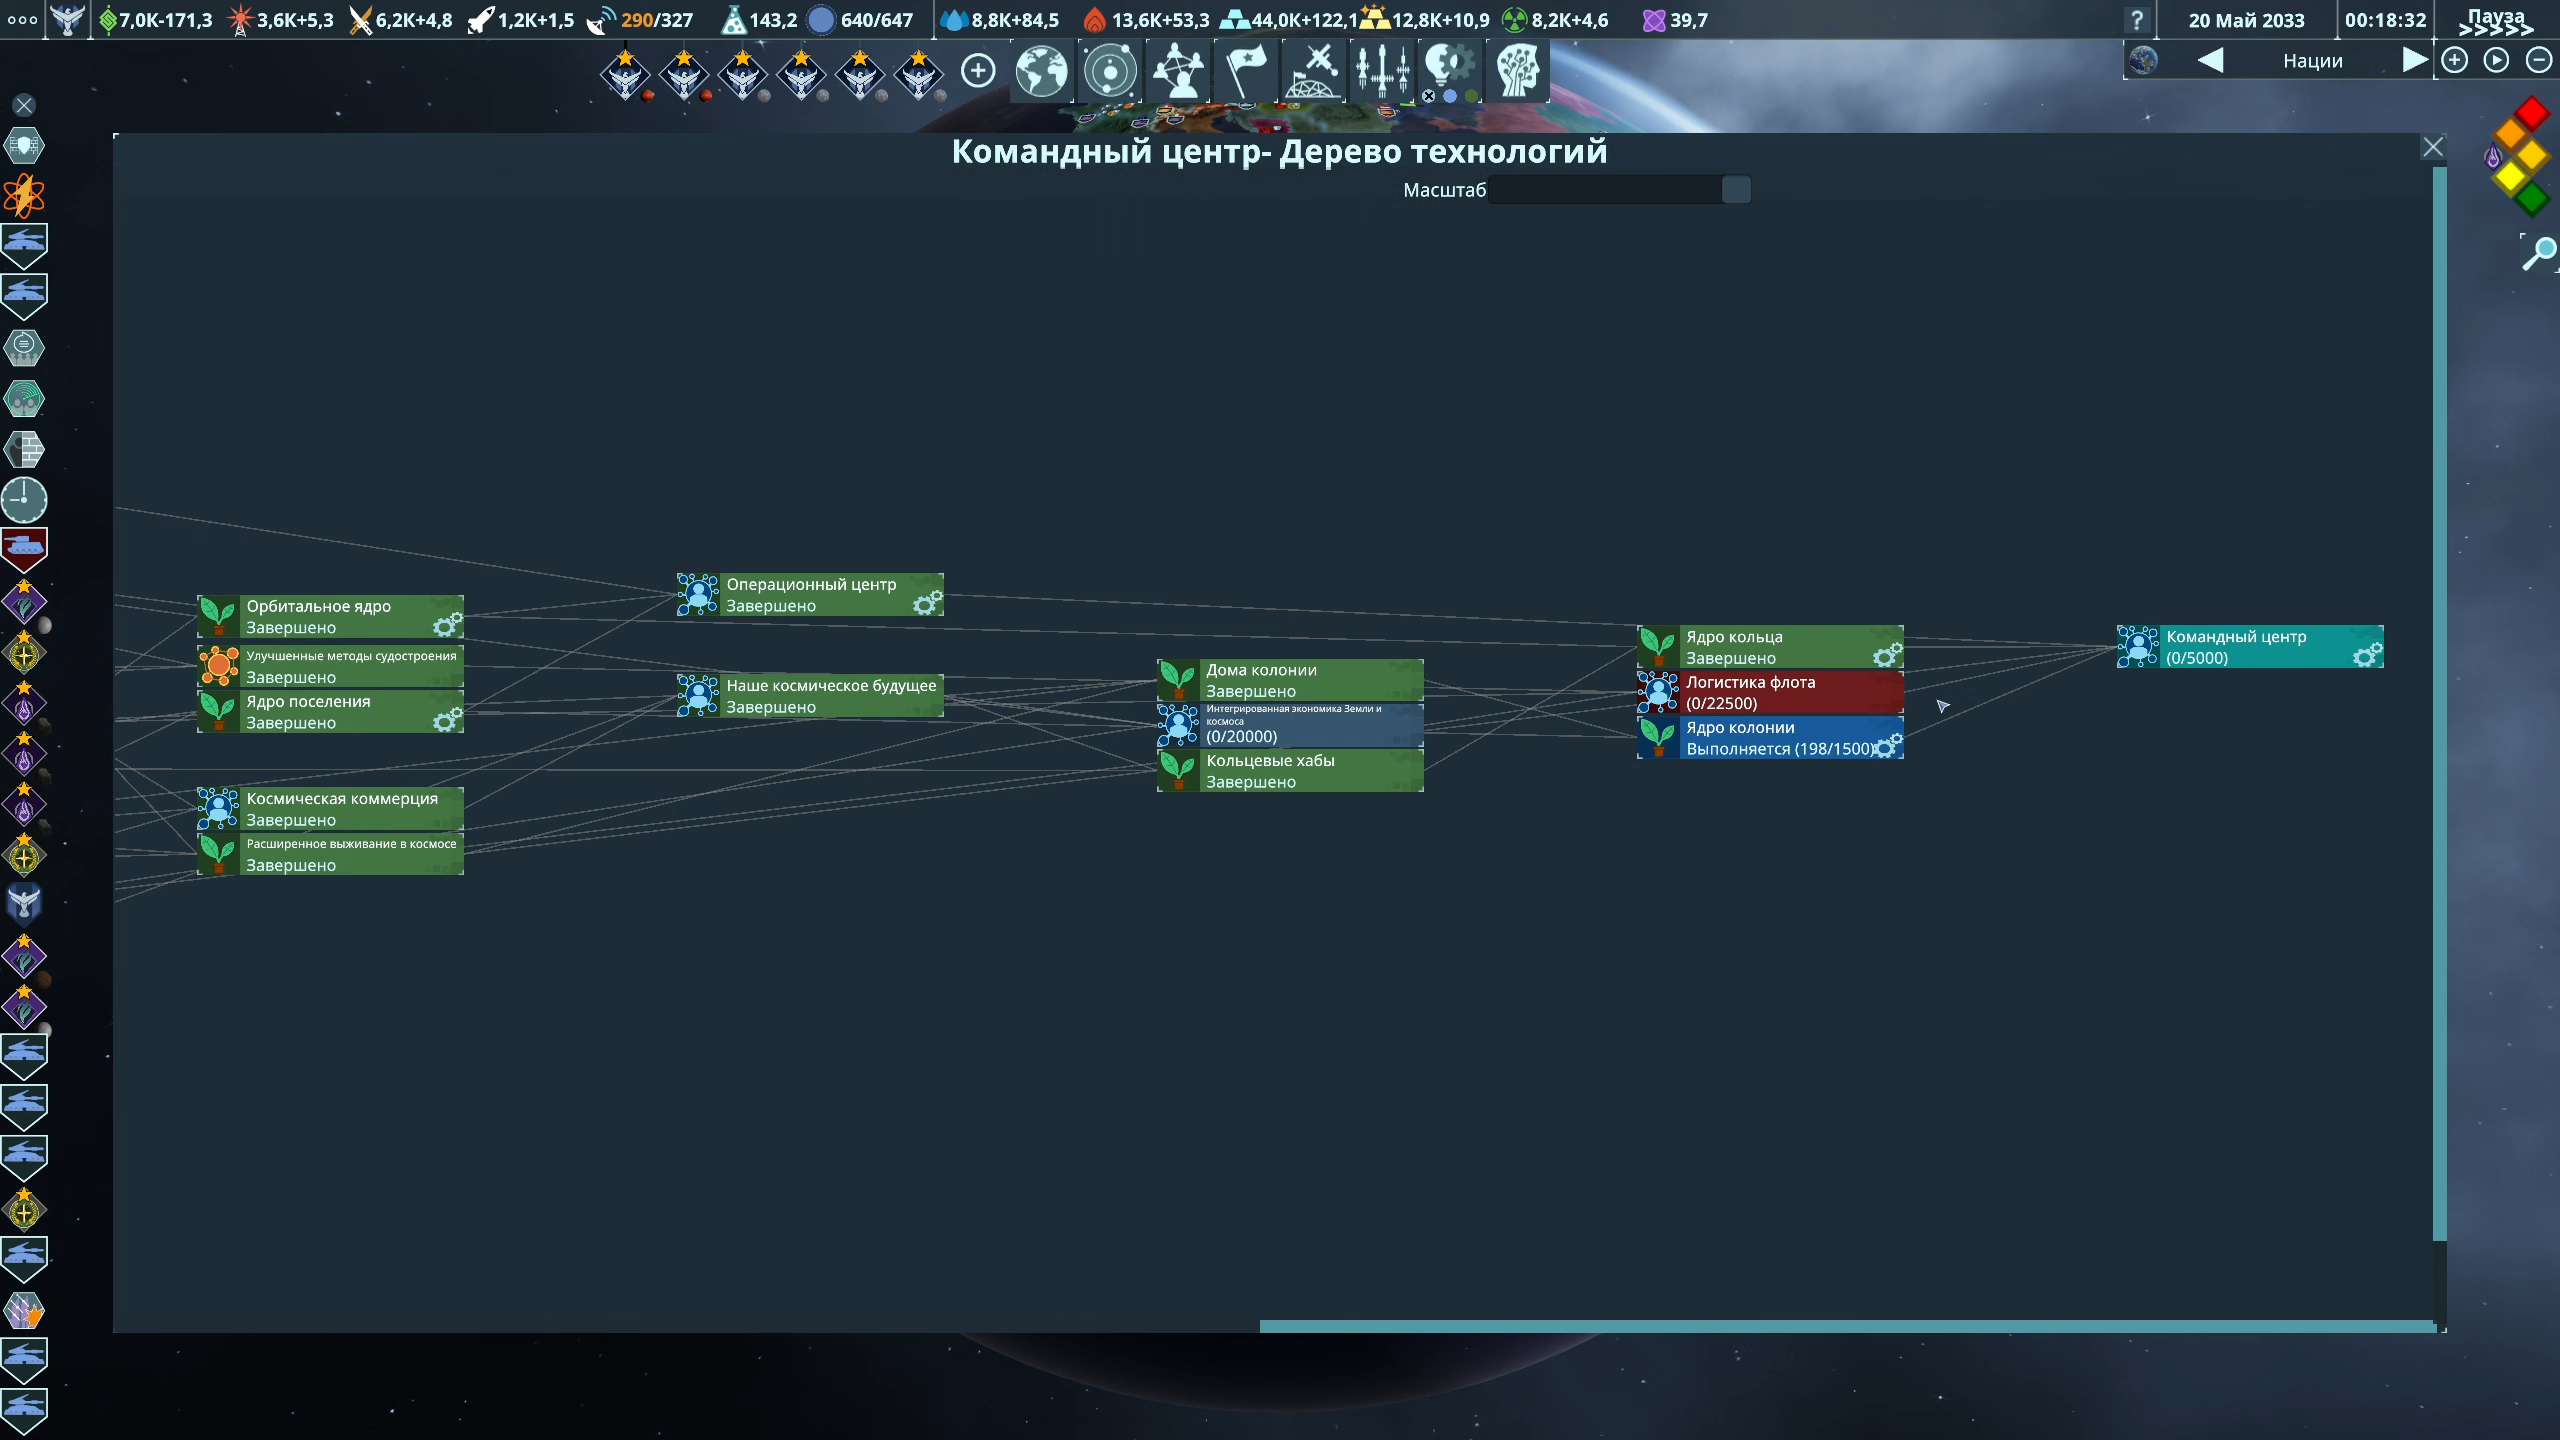 7,0K-171,3 3,6K+5,3 6,2K+4,8 1,2K+1,5 290/327 143,2 640/647 8,8K+84,5 13,6K+53,3 44,0K+122,1 12,8K+10,9 8,2K+4,6 39,7 ? 20 Май 2033 00:18:32 Пауза
>>>>>
Нации
Командный центр- Дерево технологий
Масштаб
Операционный центр
Завершено
Орбитальное ядро
Завершено
Улучшенные методы судостроения
Завершено
Ядро поселения
Завершено
Наше космическое будущее
Завершено
Космическая коммерция
Завершено
Расширенное выживание в космосе
Завершено
Дома колонии
Завершено
Интегрированная экономика Земли и
космоса
(0/20000)
Кольцевые хабы
Завершено
Ядро кольца
Завершено
Логистика флота
(0/22500)
Ядро колонии
Выполняется (198/1500)
Командный центр
(0/5000)